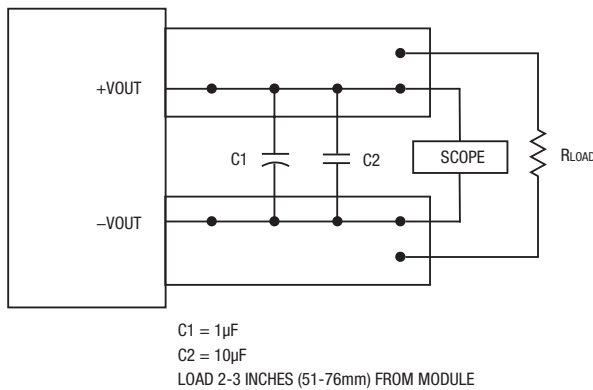 +VOUT
C1
C2
SCOPE
RLOAD
−VOUT
C1 = 1µF
C2 = 10µF
LOAD 2-3 INCHES (51-76mm) FROM MODULE